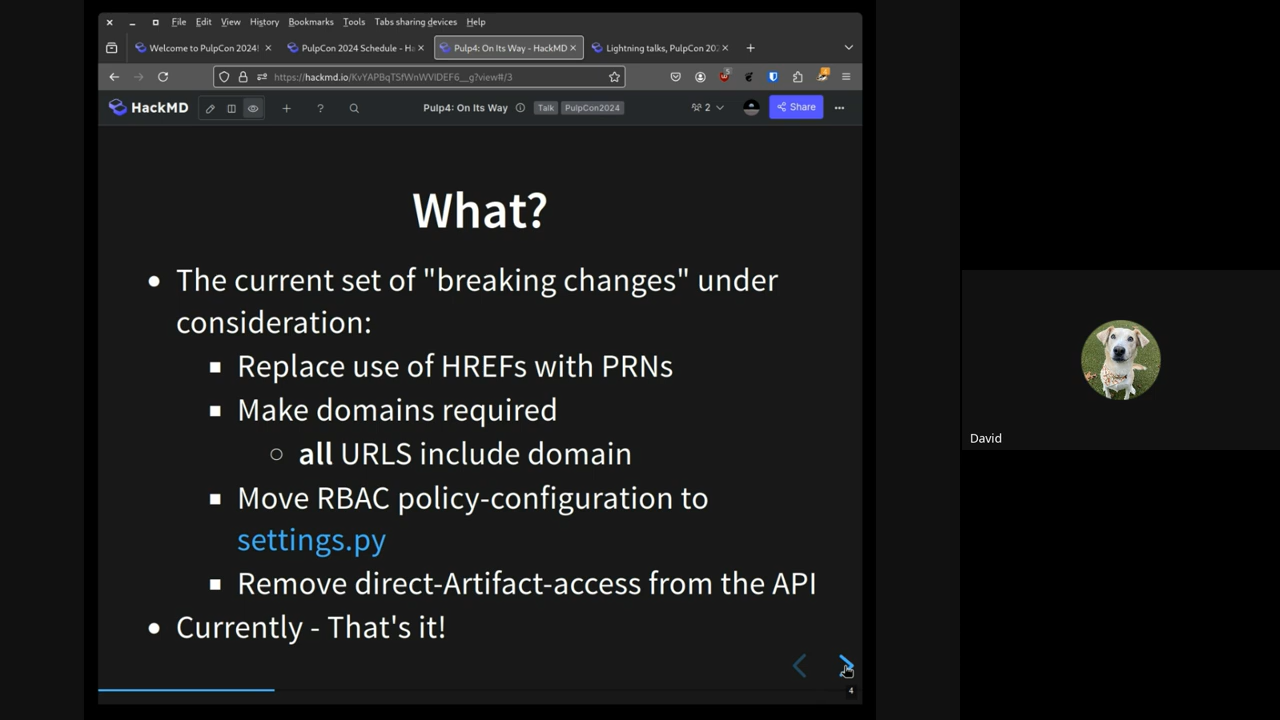 File Edit View History Bookmarks Tools Tabs sharing devices Help
Welcome to PulpCon 2024!
PulpCon 2024 Schedule - Ha
Pulp4: On Its Way - HackMD
Lightning talks, PulpCon 202
https://hackmd.io/KvYAPBqTSfWnWVlDEF6__g?view#/3
HackMD
Pulp4: On Its Way
Talk
PulpCon2024
2
Share
What?
• The current set of "breaking changes" under
consideration:
▪ Replace use of HREFs with PRNs
▪ Make domains required
○ all URLS include domain
▪ Move RBAC policy-configuration to
settings.py
▪ Remove direct-Artifact-access from the API
• Currently - That's it!
4
David